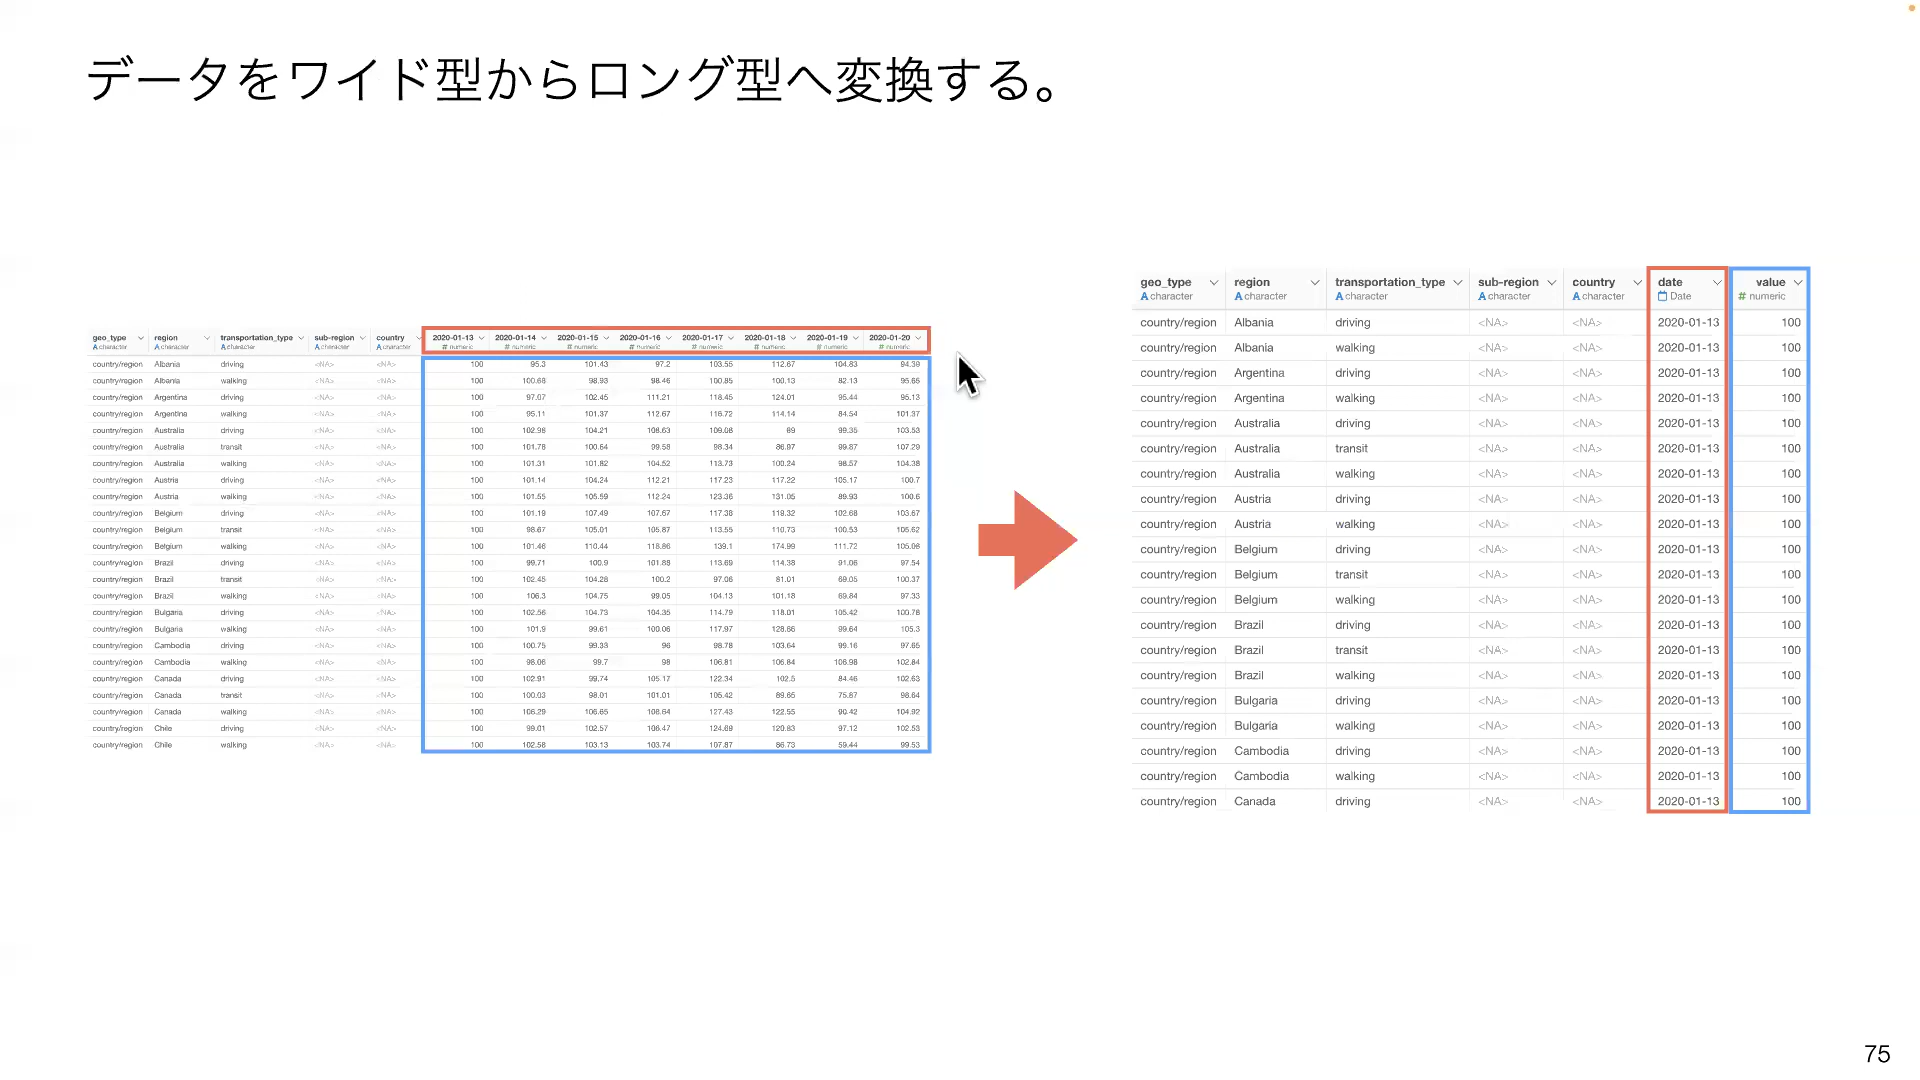 データをワイド型からロング型へ変換する。
geo_type region transportation_type sub-region country 2020-01-13 2020-01-14 2020-01-15 2020-01-16 2020-01-17 2020-01-18 2020-01-19 2020-01-20
A character A character A character A character A character # numeric # numeric # numeric # numeric # numeric # numeric # numeric # numeric
country/region Albania driving <NA> <NA> 100 95.3 101.43 97.2 103.55 112.67 104.83 94.39
country/region Albania walking <NA> <NA> 100 100.68 98.93 98.46 100.85 100.13 82.13 95.65
country/region Argentina driving <NA> <NA> 100 97.07 102.45 111.21 118.45 124.01 95.44 95.13
country/region Argentina walking <NA> <NA> 100 95.11 101.37 112.67 116.72 114.14 84.54 101.37
country/region Australia driving <NA> <NA> 100 102.98 104.21 108.63 109.08 89 99.35 103.53
country/region Australia transit <NA> <NA> 100 101.78 100.64 99.58 98.34 86.97 99.87 107.29
country/region Australia walking <NA> <NA> 100 101.31 101.82 104.52 113.73 100.24 98.57 104.38
country/region Austria driving <NA> <NA> 100 101.14 104.24 112.21 117.23 117.22 105.17 100.7
country/region Austria walking <NA> <NA> 100 101.55 105.59 112.24 123.36 131.05 89.93 100.6
country/region Belgium driving <NA> <NA> 100 101.19 107.49 107.67 117.38 119.32 102.68 103.67
country/region Belgium transit <NA> <NA> 100 98.67 105.01 105.87 113.55 110.73 100.53 105.62
country/region Belgium walking <NA> <NA> 100 101.46 110.44 118.86 139.1 174.99 111.72 105.08
country/region Brazil driving <NA> <NA> 100 99.71 100.9 101.88 113.69 114.38 91.06 97.54
country/region Brazil transit <NA> <NA> 100 102.45 104.28 100.2 97.06 81.01 69.05 100.37
country/region Brazil walking <NA> <NA> 100 106.3 104.75 99.05 104.13 101.18 69.84 97.33
country/region Bulgaria driving <NA> <NA> 100 102.56 104.73 104.35 114.79 118.01 105.42 100.78
country/region Bulgaria walking <NA> <NA> 100 101.9 99.61 100.06 117.97 128.66 99.64 105.3
country/region Cambodia driving <NA> <NA> 100 100.75 99.33 96 98.78 103.64 99.16 97.65
country/region Cambodia walking <NA> <NA> 100 98.06 99.7 98 106.81 106.84 106.98 102.84
country/region Canada driving <NA> <NA> 100 102.91 99.74 105.17 122.34 102.5 84.46 102.63
country/region Canada transit <NA> <NA> 100 100.03 98.01 101.01 105.42 89.65 75.87 98.64
country/region Canada walking <NA> <NA> 100 106.29 106.65 108.64 127.43 122.55 90.42 104.92
country/region Chile driving <NA> <NA> 100 99.01 102.57 106.47 124.69 120.83 97.12 102.53
country/region Chile walking <NA> <NA> 100 102.58 103.13 103.74 107.87 86.73 59.44 99.53
geo_type region transportation_type sub-region country date value
A character A character A character A character A character Date # numeric
country/region Albania driving <NA> <NA> 2020-01-13 100
country/region Albania walking <NA> <NA> 2020-01-13 100
country/region Argentina driving <NA> <NA> 2020-01-13 100
country/region Argentina walking <NA> <NA> 2020-01-13 100
country/region Australia driving <NA> <NA> 2020-01-13 100
country/region Australia transit <NA> <NA> 2020-01-13 100
country/region Australia walking <NA> <NA> 2020-01-13 100
country/region Austria driving <NA> <NA> 2020-01-13 100
country/region Austria walking <NA> <NA> 2020-01-13 100
country/region Belgium driving <NA> <NA> 2020-01-13 100
country/region Belgium transit <NA> <NA> 2020-01-13 100
country/region Belgium walking <NA> <NA> 2020-01-13 100
country/region Brazil driving <NA> <NA> 2020-01-13 100
country/region Brazil transit <NA> <NA> 2020-01-13 100
country/region Brazil walking <NA> <NA> 2020-01-13 100
country/region Bulgaria driving <NA> <NA> 2020-01-13 100
country/region Bulgaria walking <NA> <NA> 2020-01-13 100
country/region Cambodia driving <NA> <NA> 2020-01-13 100
country/region Cambodia walking <NA> <NA> 2020-01-13 100
country/region Canada driving <NA> <NA> 2020-01-13 100
75